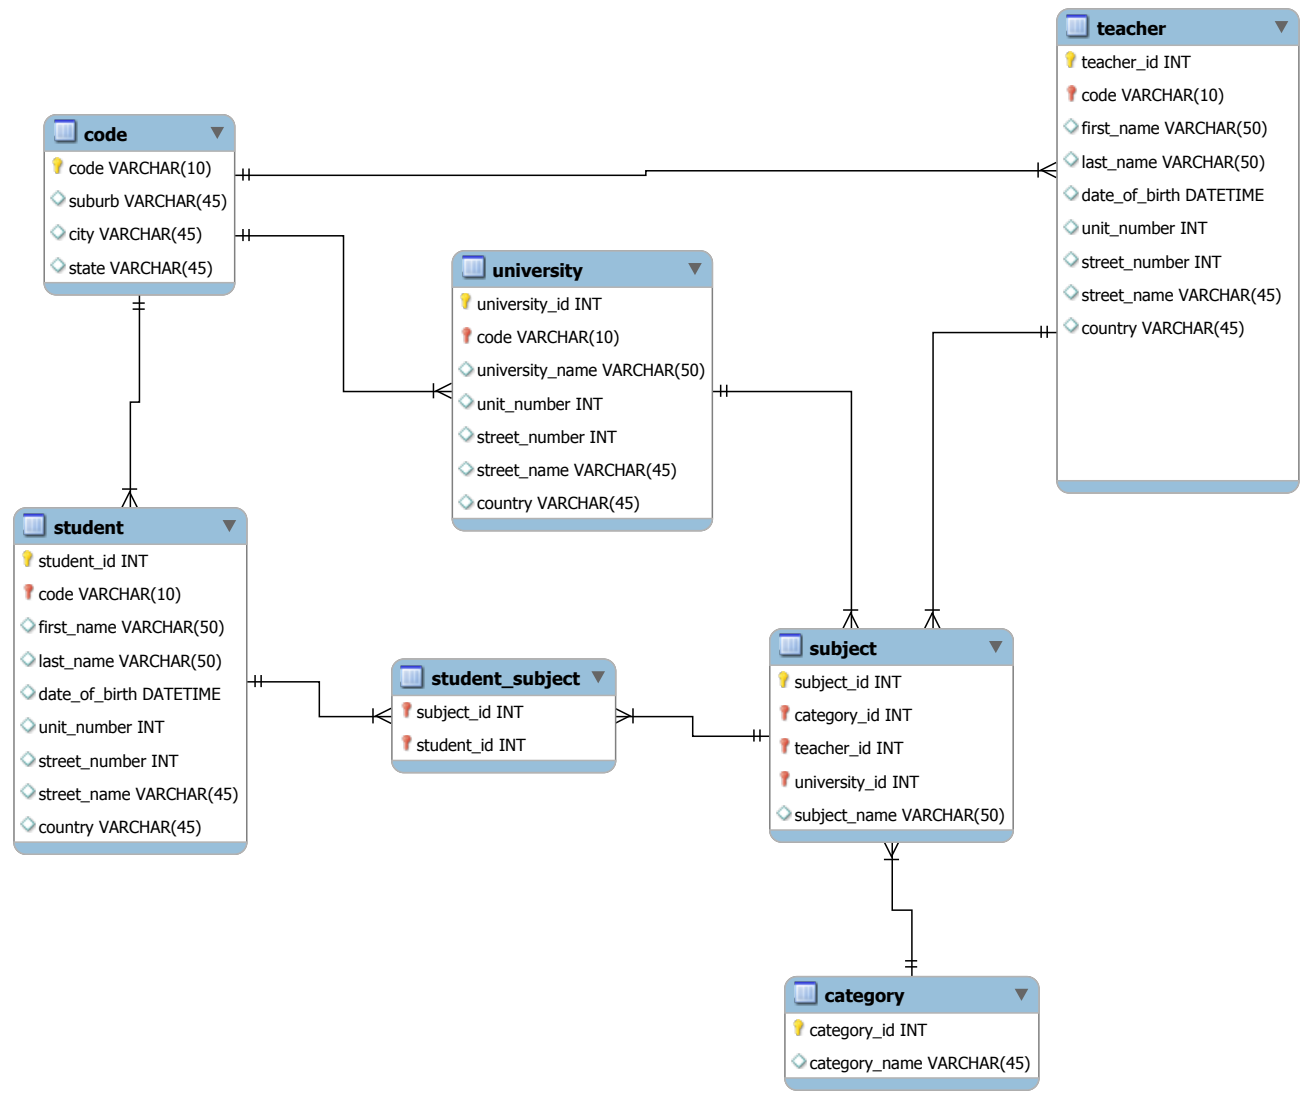 teacher
teacher_id INT
code VARCHAR(10)
first_name VARCHAR(50)
last_name VARCHAR(50)
date_of_birth DATETIME
unit_number INT
street_number INT
street_name VARCHAR(45)
country VARCHAR(45)
code
code VARCHAR(10)
suburb VARCHAR(45)
city VARCHAR(45)
state VARCHAR(45)
university
university_id INT
code VARCHAR(10)
university_name VARCHAR(50)
unit_number INT
street_number INT
street_name VARCHAR(45)
country VARCHAR(45)
student
student_id INT
code VARCHAR(10)
first_name VARCHAR(50)
last_name VARCHAR(50)
date_of_birth DATETIME
unit_number INT
street_number INT
street_name VARCHAR(45)
country VARCHAR(45)
student_subject
subject_id INT
student_id INT
subject
subject_id INT
category_id INT
teacher_id INT
university_id INT
subject_name VARCHAR(50)
category
category_id INT
category_name VARCHAR(45)